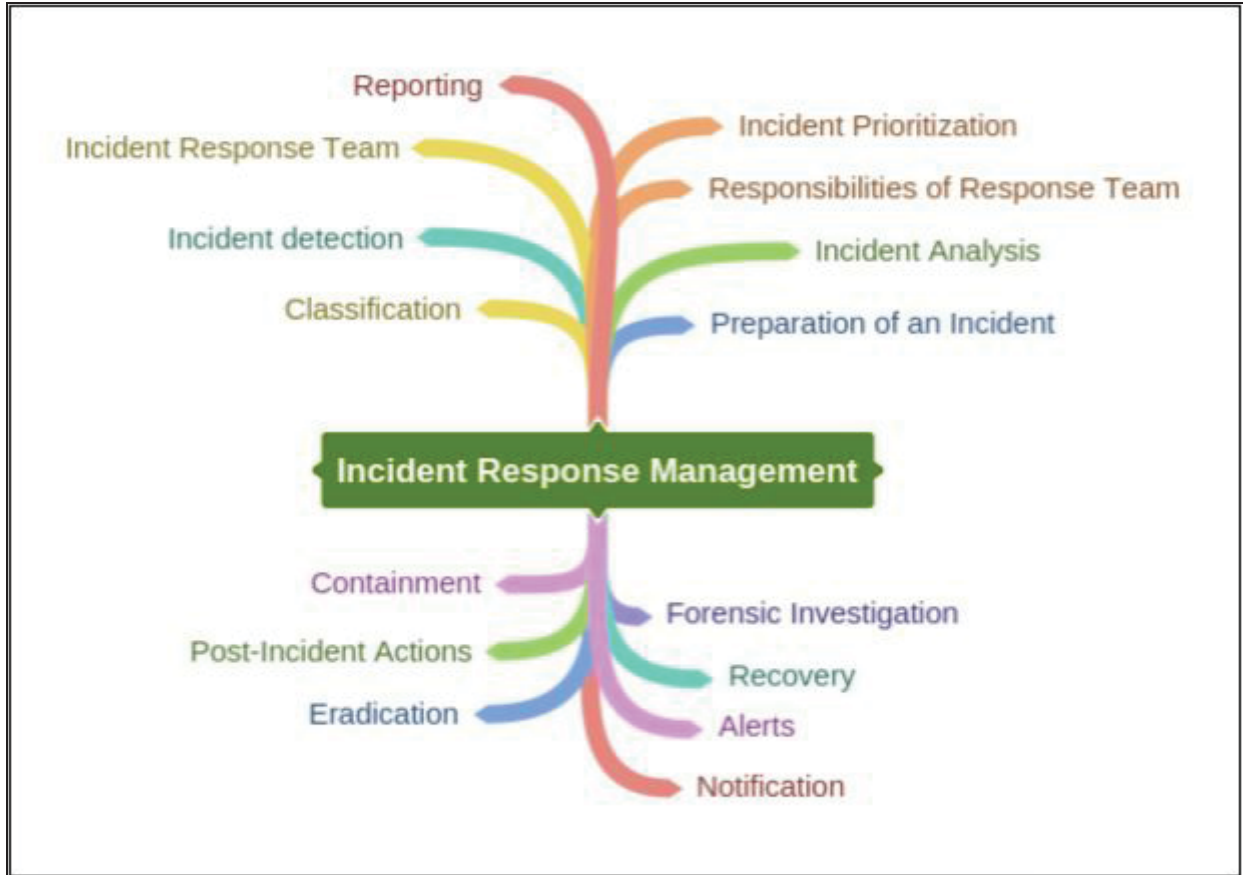 Reporting
Incident Prioritization
Incident Response Team
Responsibilities of Response Team
Incident detection
Incident Analysis
Classification
Preparation of an Incident
Incident Response Management
Containment
Forensic Investigation
Post-Incident Actions
Recovery
Eradication
Alerts
Notification